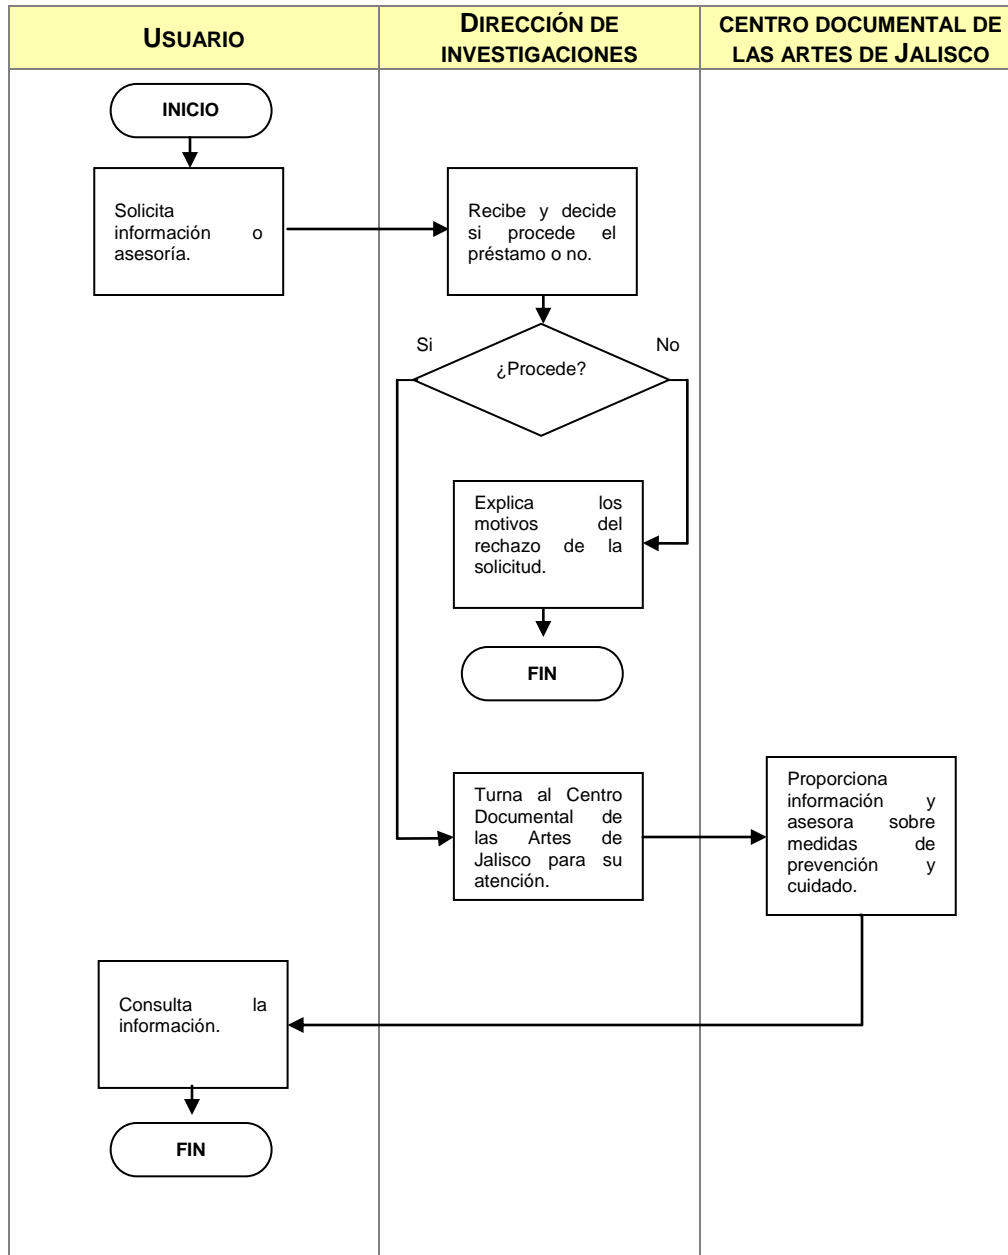 USUARIO
DIRECCIÓN DE
INVESTIGACIONES
CENTRO DOCUMENTAL DE
LAS ARTES DE JALISCO
INICIO
Solicita
información o
asesoría.
Recibe y decide
si procede el
préstamo o no.
Si
No
¿Procede?
Explica los
motivos del
rechazo de la
solicitud.
FIN
Turna al Centro
Documental de
las Artes de
Jalisco para su
atención.
Proporciona
información y
asesora sobre
medidas de
prevención y
cuidado.
Consulta la
información.
FIN